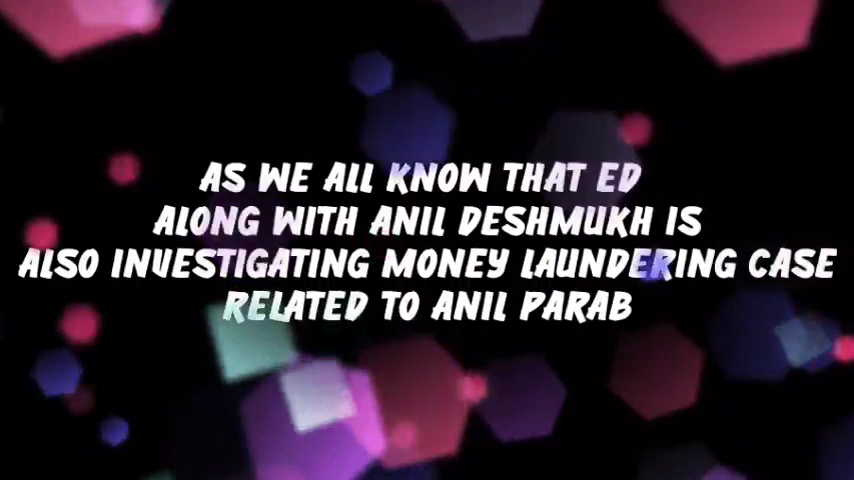 AS WE ALL KNOW THAT ED
ALONG WITH ANIL DESHMUKH IS
ALSO INVESTIGATING MONEY LAUNDERING CASE
RELATED TO ANIL PARAB